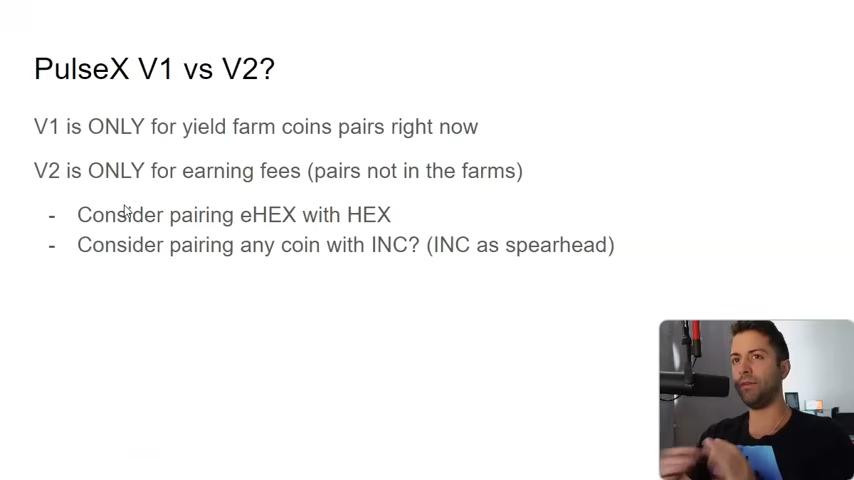 PulseX V1 vs V2?
V1 is ONLY for yield farm coins pairs right now
V2 is ONLY for earning fees (pairs not in the farms)
- Consider pairing eHEX with HEX
- Consider pairing any coin with INC? (INC as spearhead)